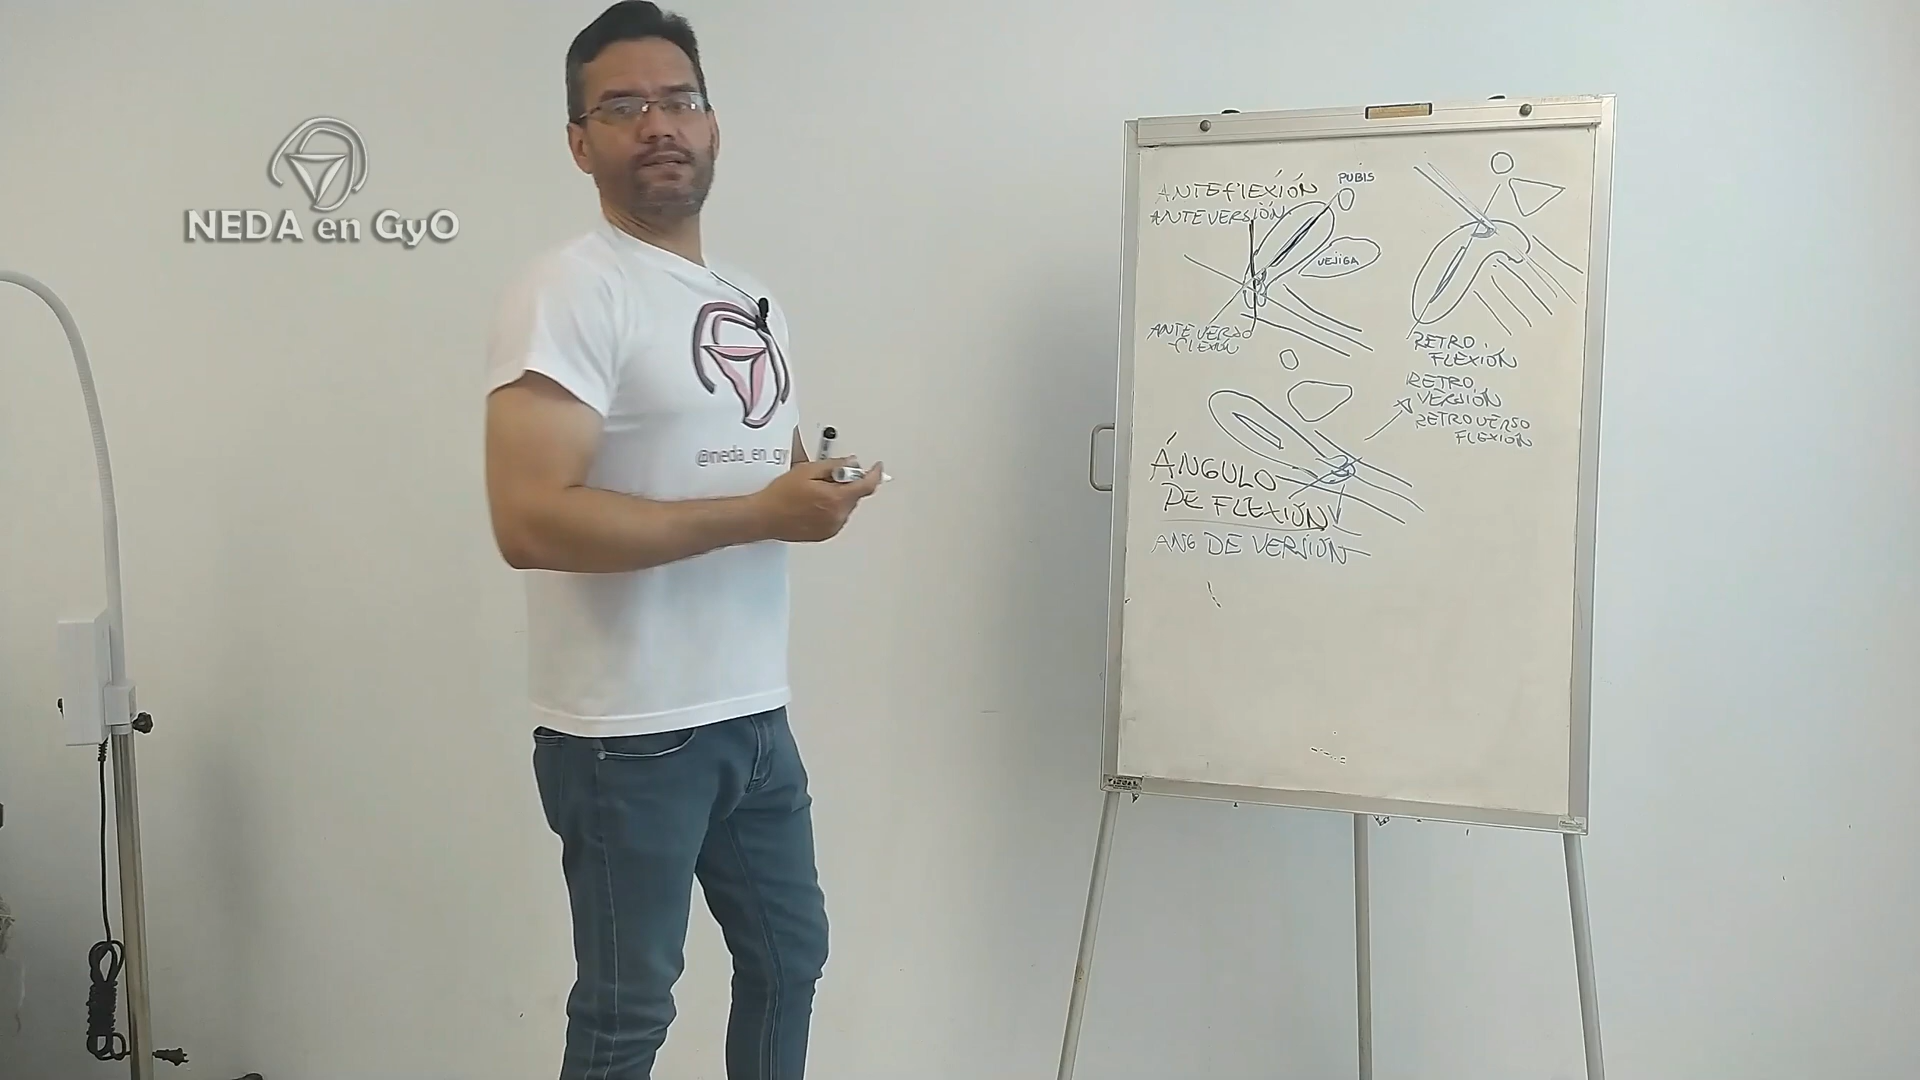 NEDA en GyO
@neda_en_gy
ANTEFLEXIÓN
ANTEVERSIÓN
PUBIS
VEJIGA
ANTEVERSO
-FLEXIÓN
RETRO.
FLEXIÓN
RETRO.
VERSIÓN
RETROVERSO
FLEXIÓN
ÁNGULO
DE FLEXIÓN
ANG DE VERSIÓN